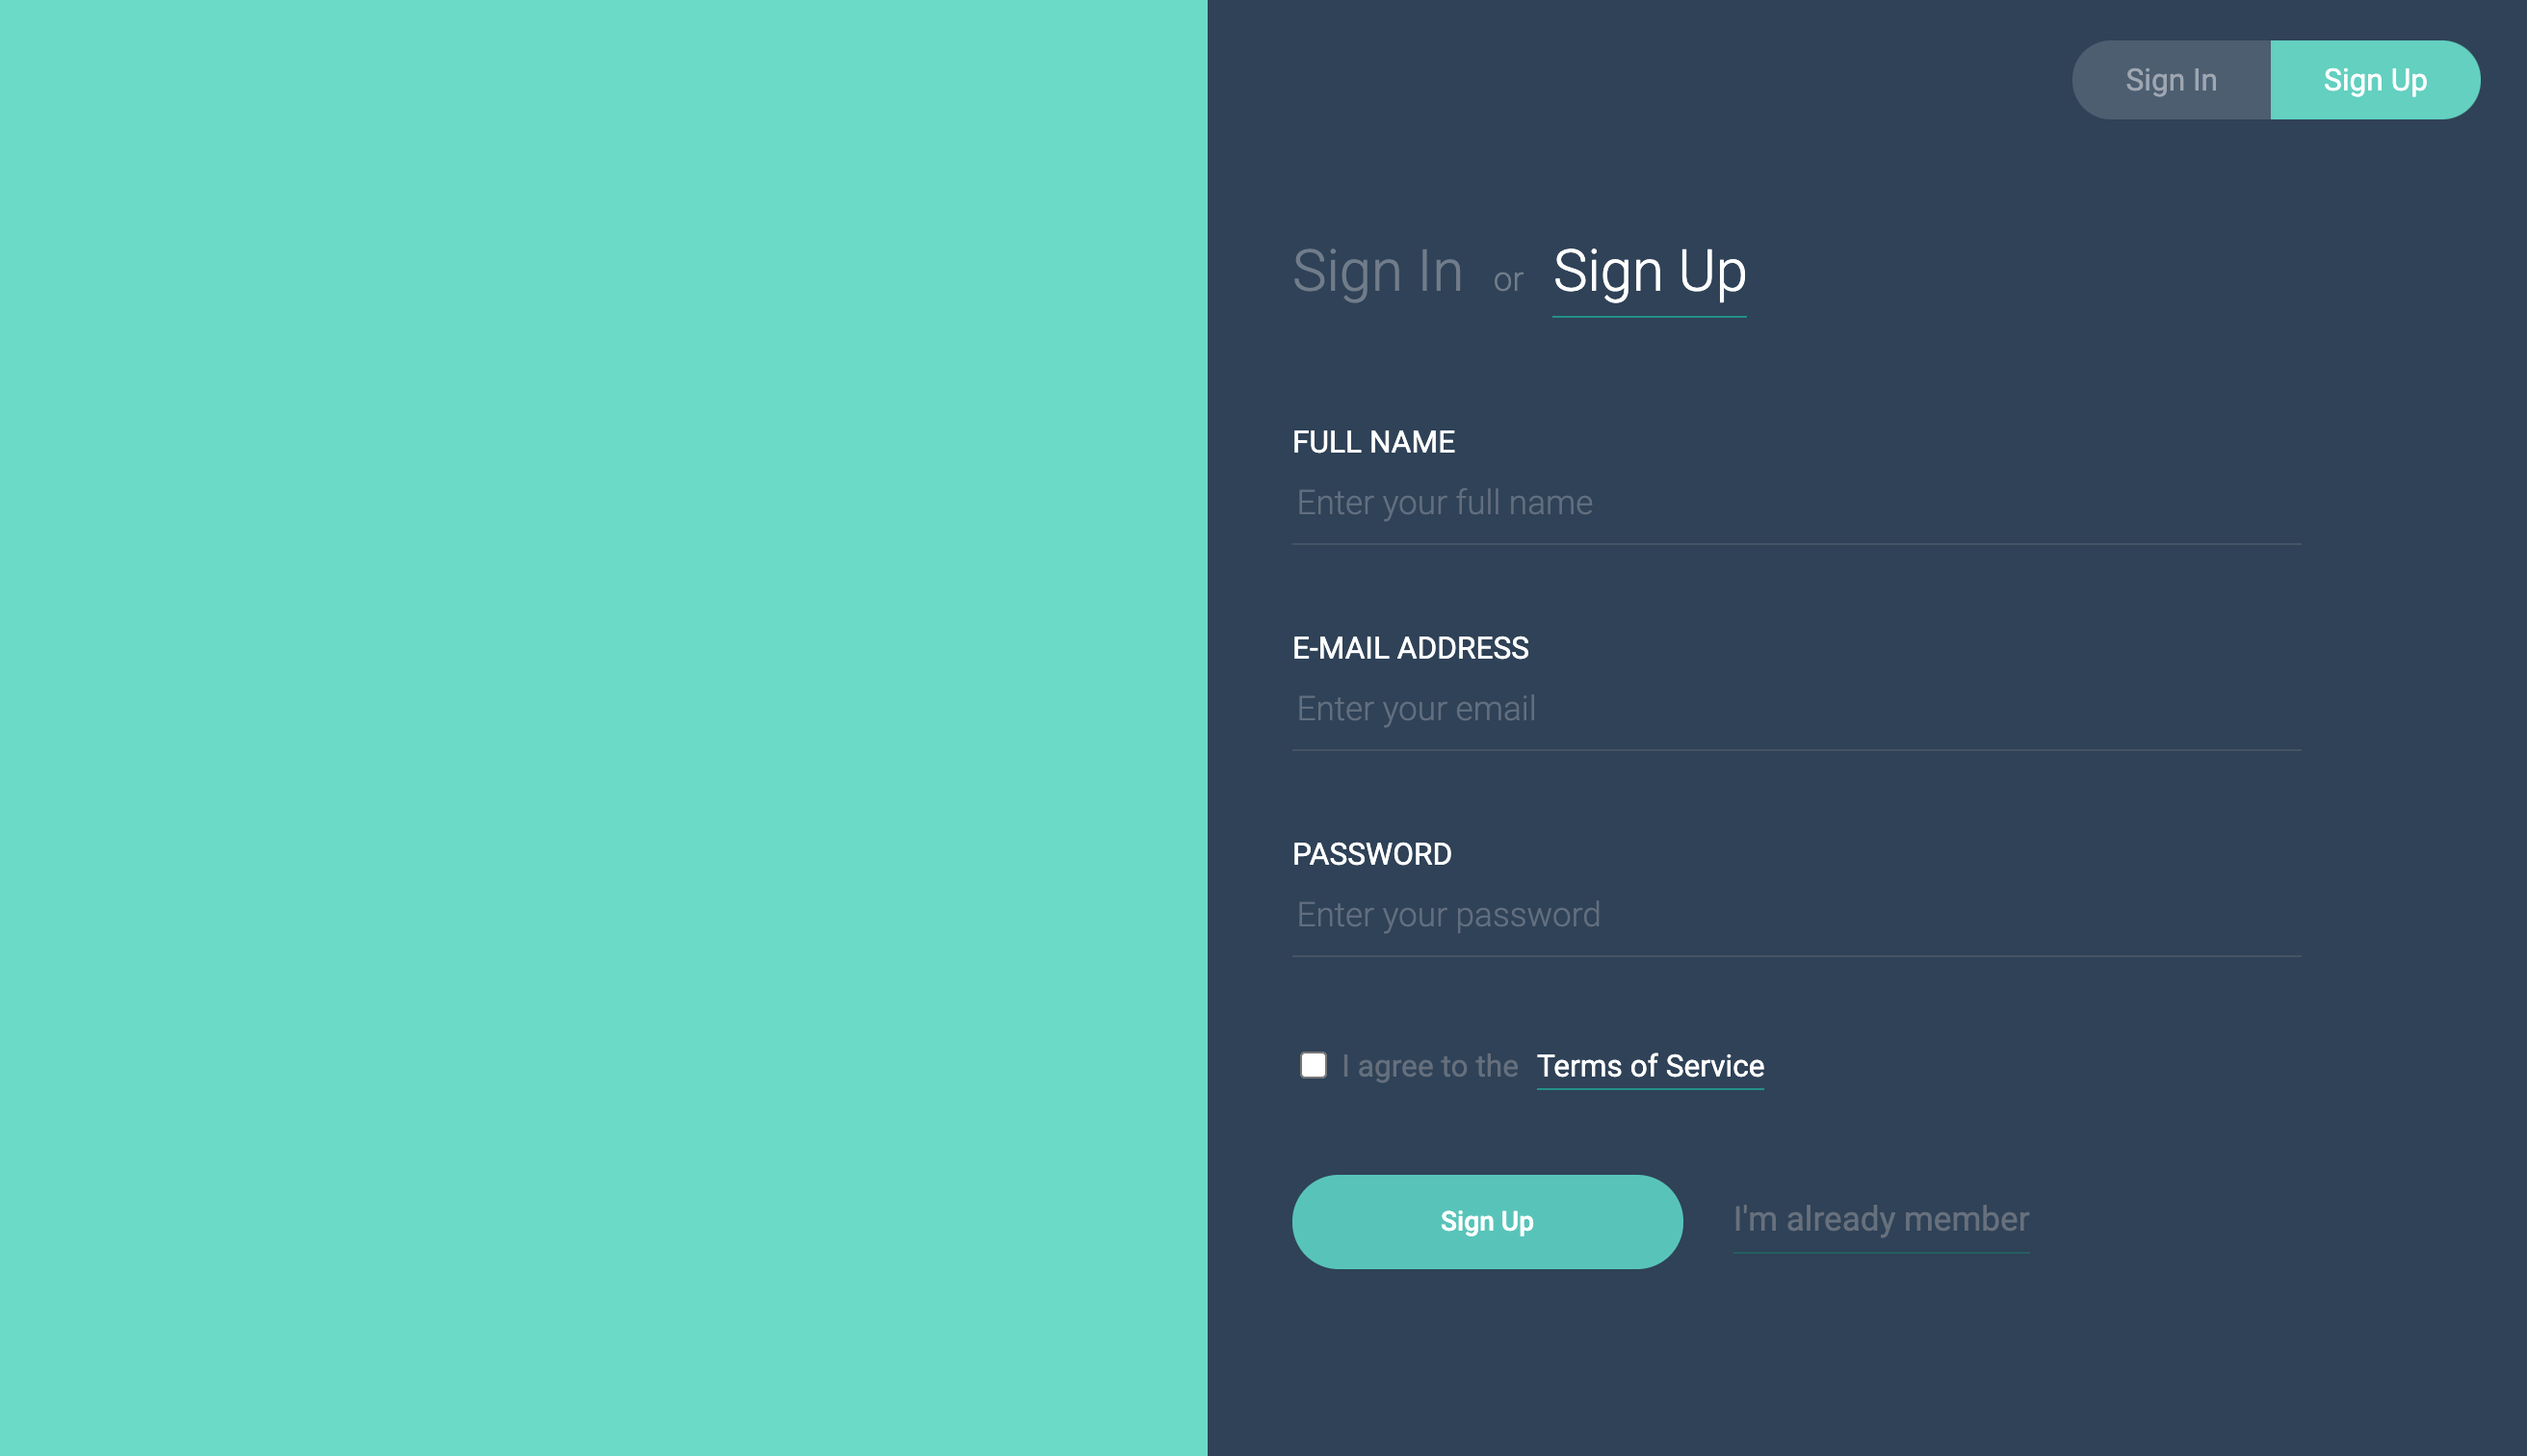 Sign In Sign Up
Sign In or Sign Up
FULL NAME
Enter your full name
E-MAIL ADDRESS
Enter your email
PASSWORD
Enter your password
I agree to the Terms of Service
Sign Up I'm already member